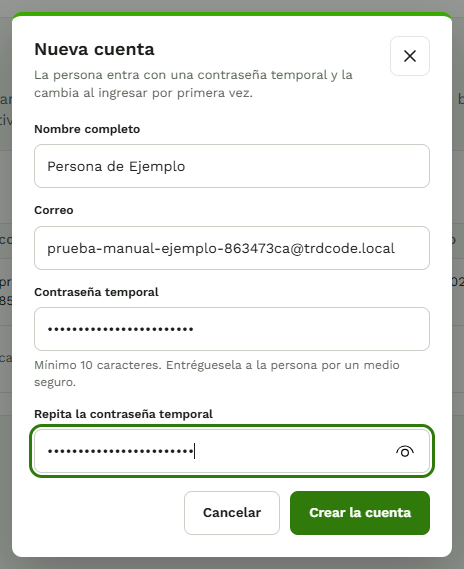 Nueva cuenta
La persona entra con una contraseña temporal y la
cambia al ingresar por primera vez.
Nombre completo
Persona de Ejemplo
Correo
prueba-manual-ejemplo-863473ca@trdcode.local
Contraseña temporal
••••••••••••••••••••••••
Mínimo 10 caracteres. Entréguesela a la persona por un medio
seguro.
Repita la contraseña temporal
••••••••••••••••••••••••
Cancelar
Crear la cuenta